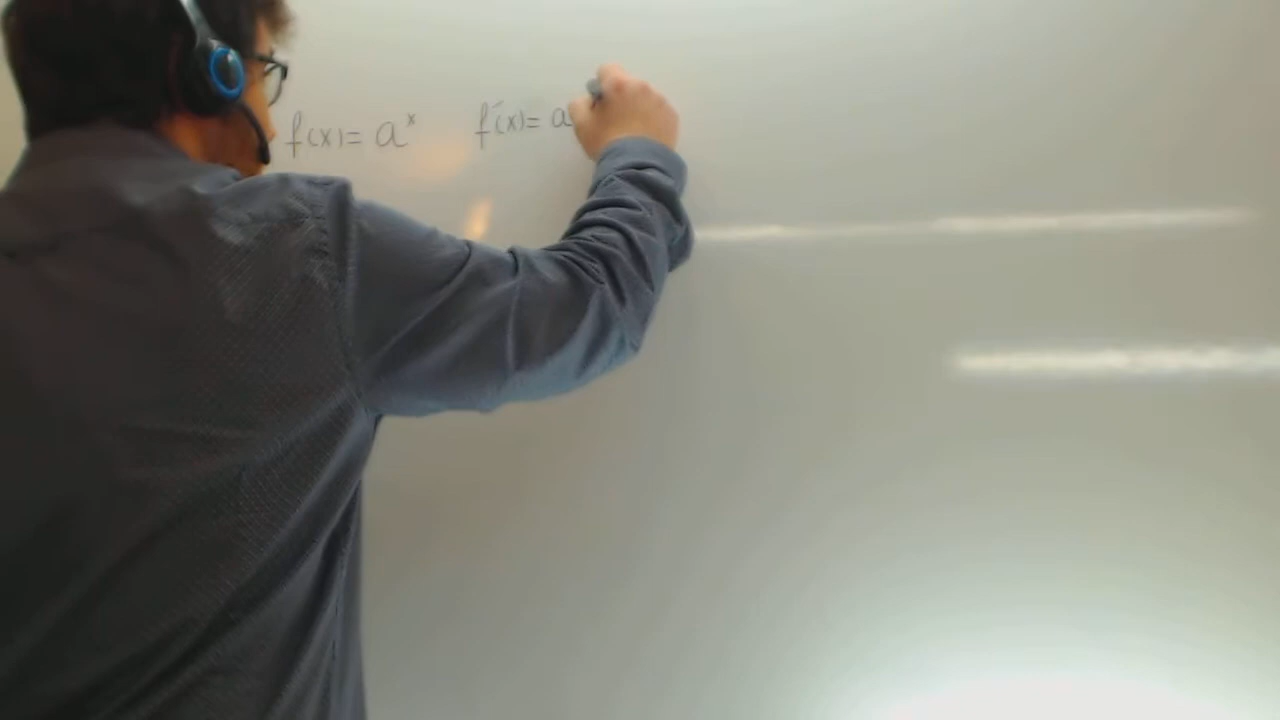 f(x) = a^x   f'(x) = a